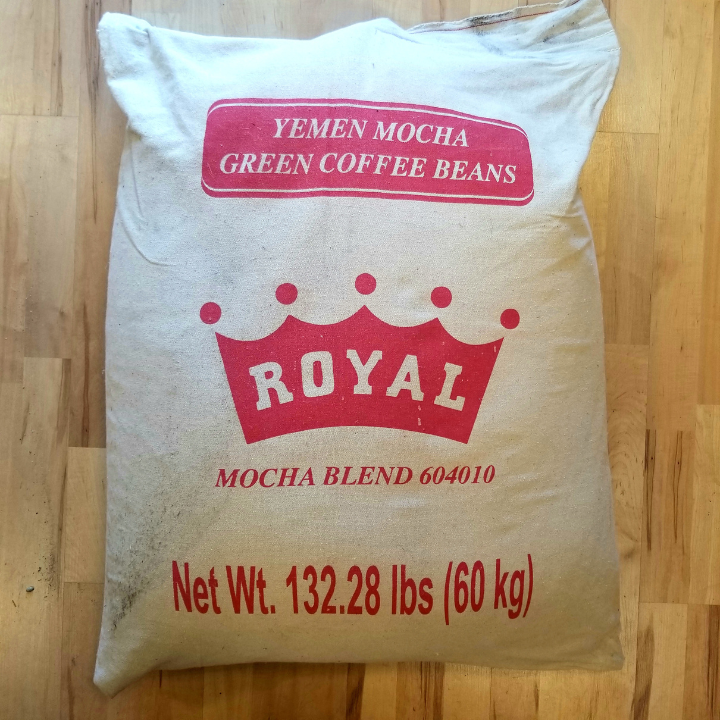 YEMEN MOCHA
GREEN COFFEE BEANS
ROYAL
MOCHA BLEND 604010
Net Wt. 132.28 lbs (60 kg)